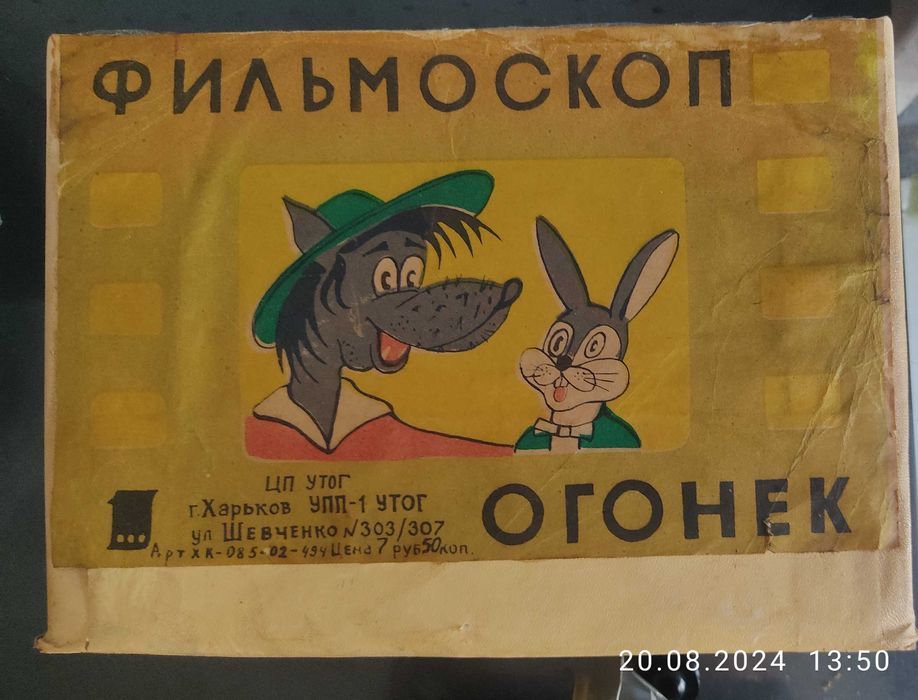 ФИЛЬМОСКОП
ЦП УТОГ
г.Харьков УПП-1 УТОГ
ул Шевченко N303/307
Арт ХК-085-02-494 Цена 7 руб 50 коп.
ОГОНЕК
20.08.2024 13:50